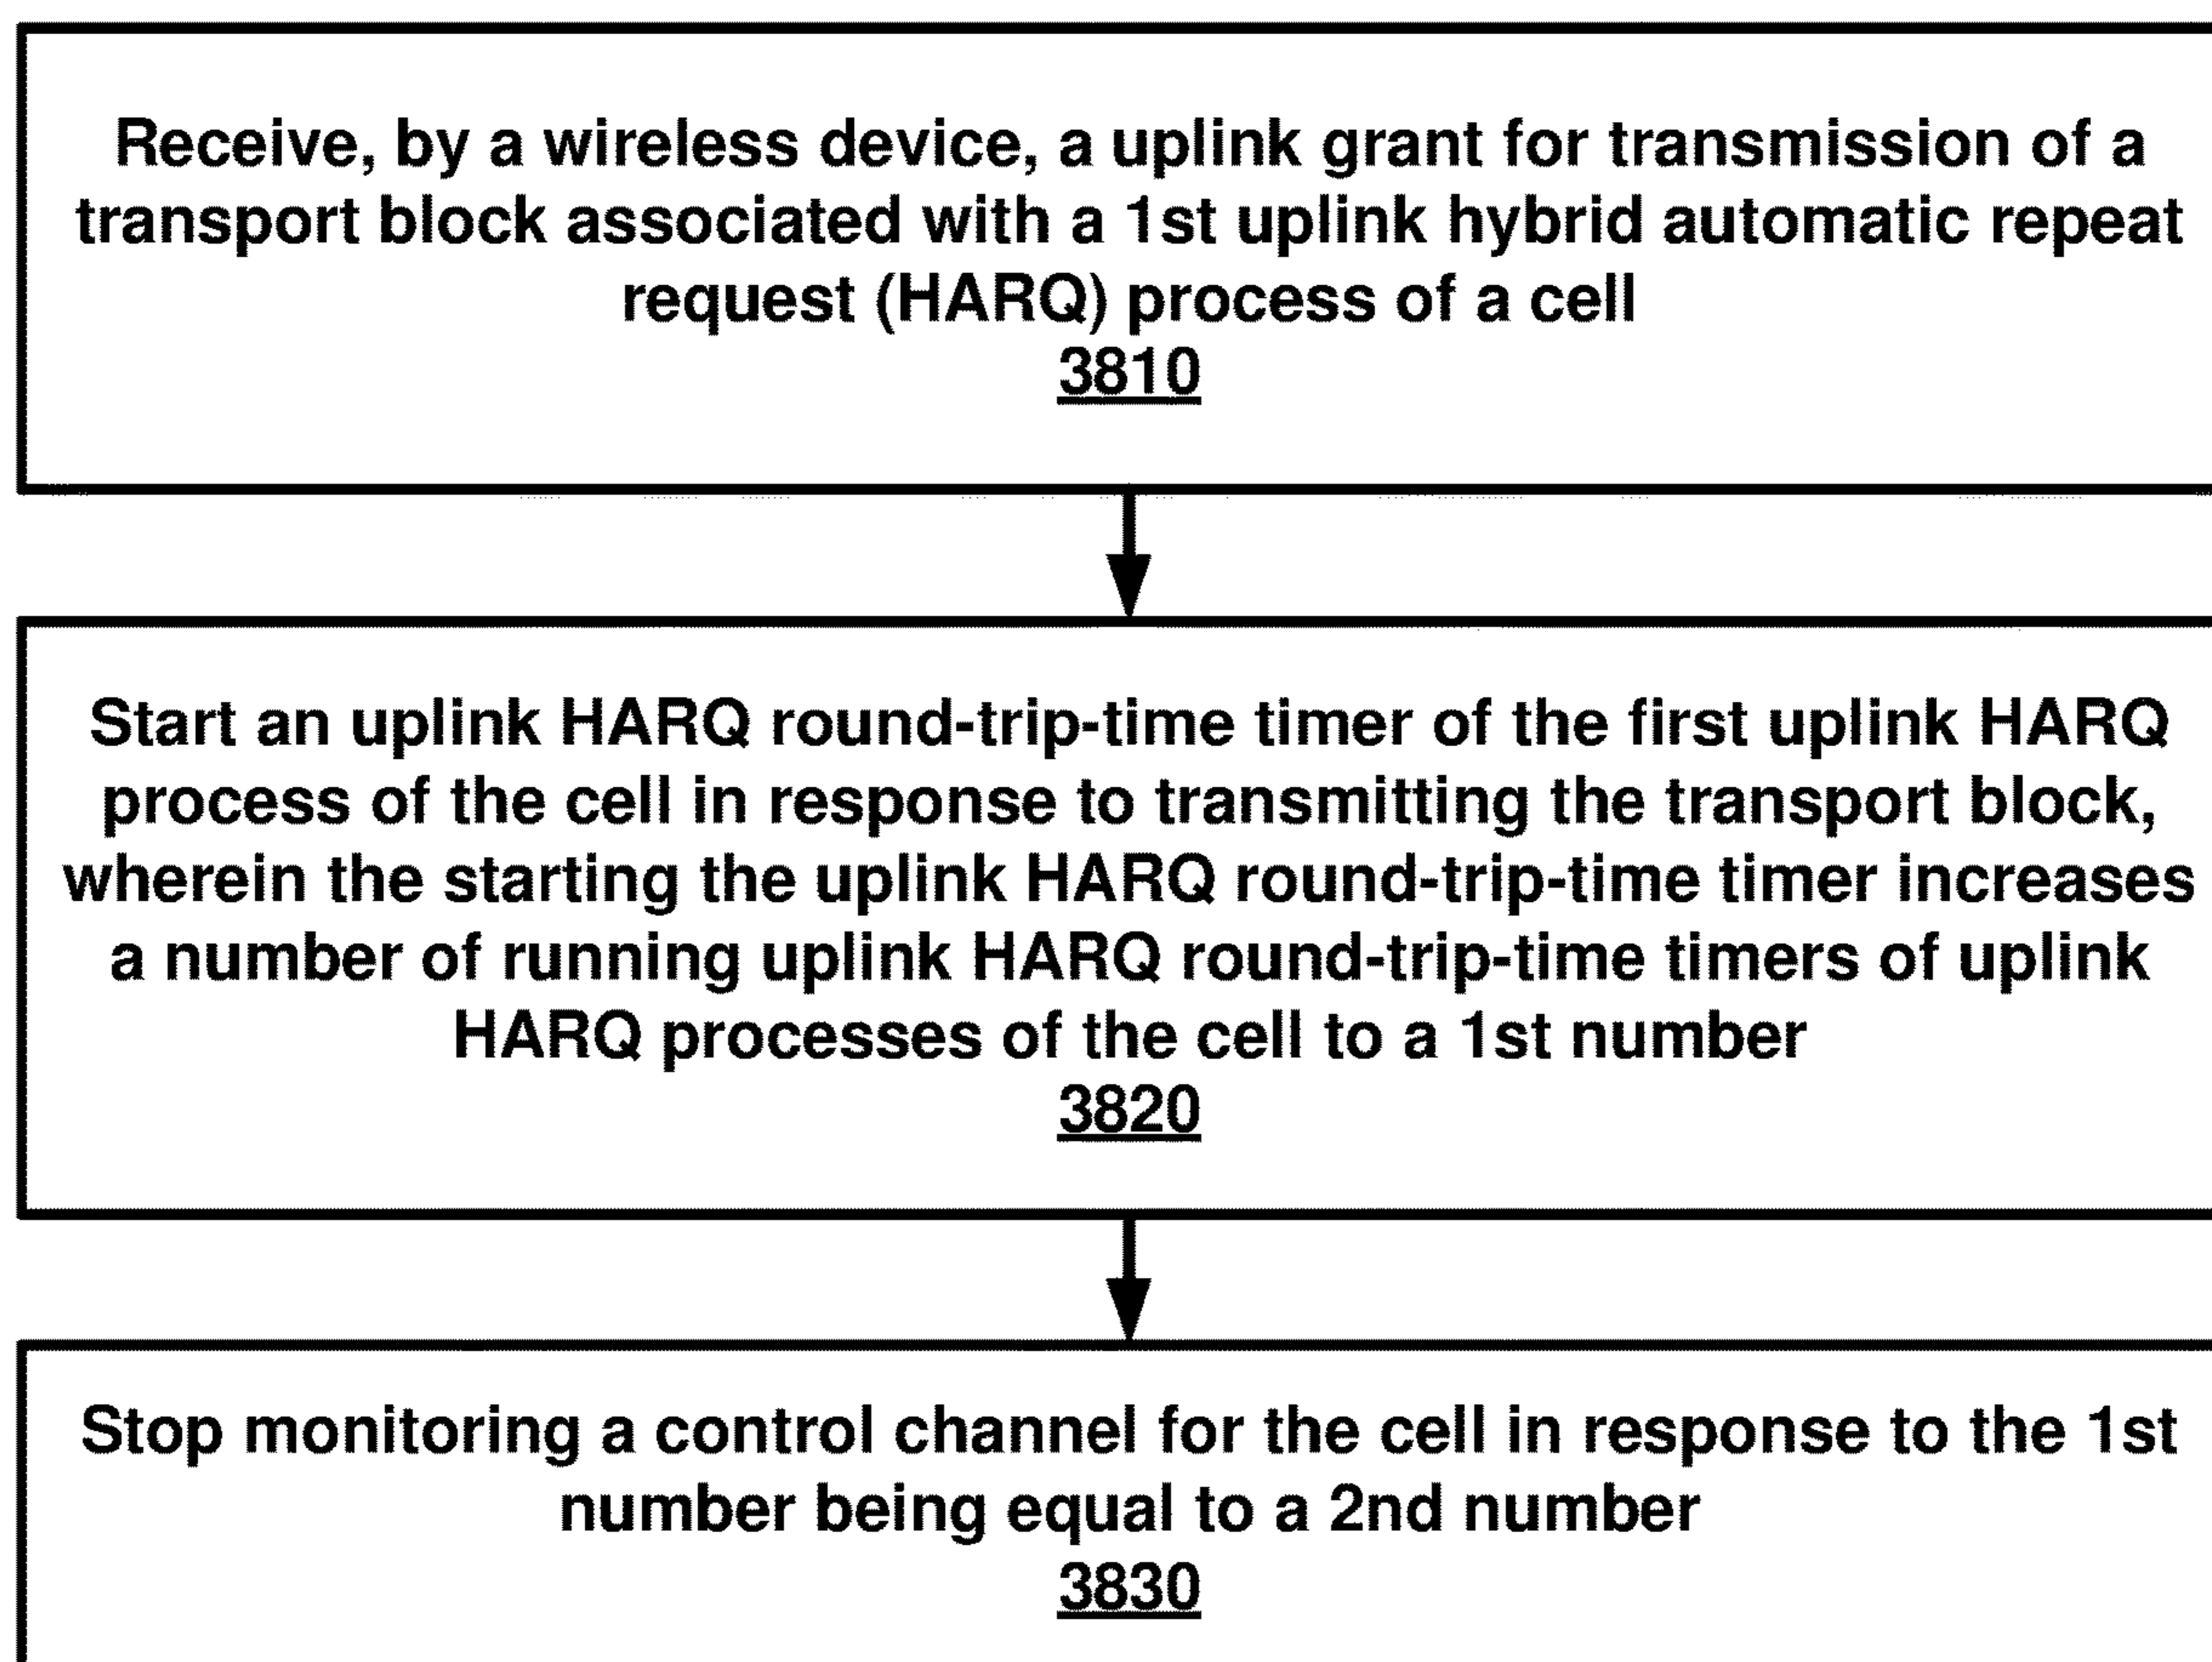 Receive, by a wireless device, a uplink grant for transmission of a
transport block associated with a 1st uplink hybrid automatic repeat
request (HARQ) process of a cell
3810
Start an uplink HARQ round-trip-time timer of the first uplink HARQ
process of the cell in response to transmitting the transport block,
wherein the starting the uplink HARQ round-trip-time timer increases
a number of running uplink HARQ round-trip-time timers of uplink
HARQ processes of the cell to a 1st number
3820
Stop monitoring a control channel for the cell in response to the 1st
number being equal to a 2nd number
3830